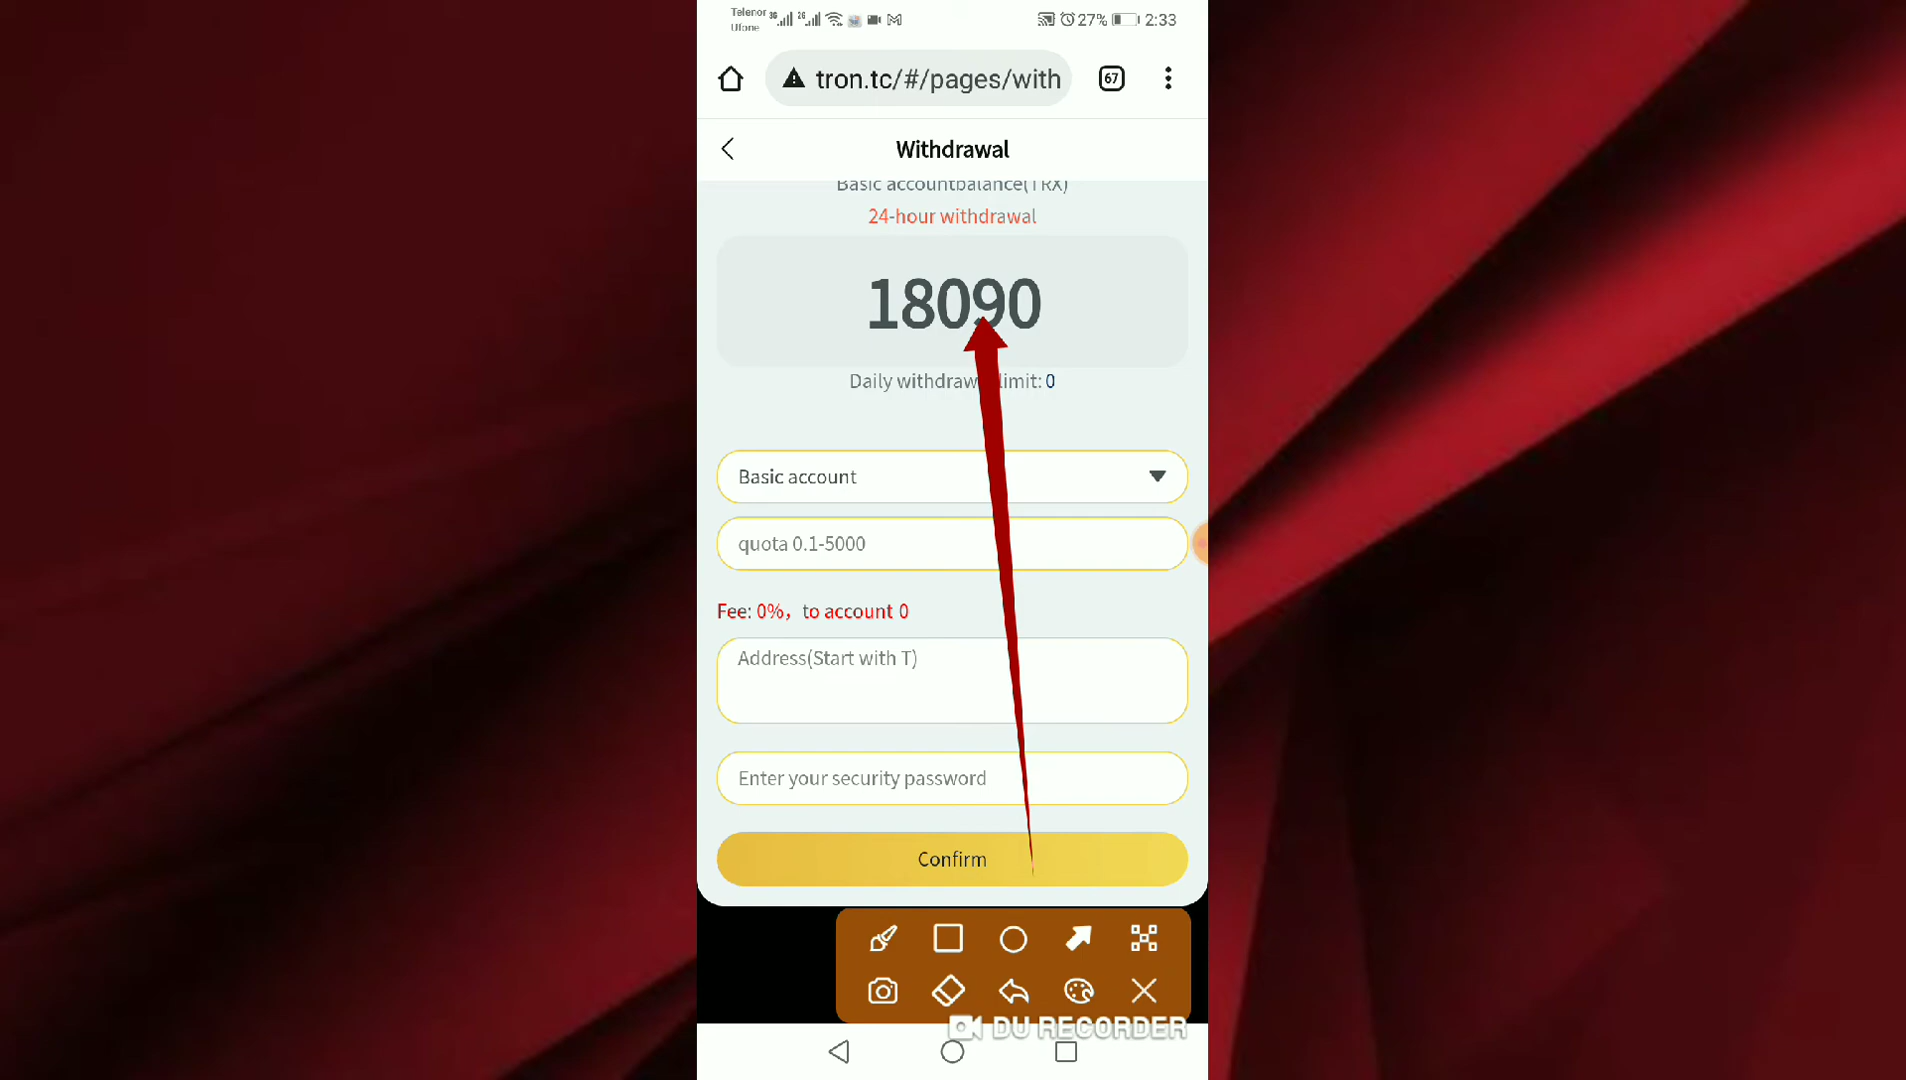 Telenor
Ufone
3G
2G
27%
2:33
tron.tc/#/pages/with
67
Withdrawal
Basic accountbalance(TRX)
24-hour withdrawal
18090
Daily withdrawal limit: 0
Basic account
quota 0.1-5000
Fee: 0%, to account 0
Address(Start with T)
Enter your security password
Confirm
DU RECORDER